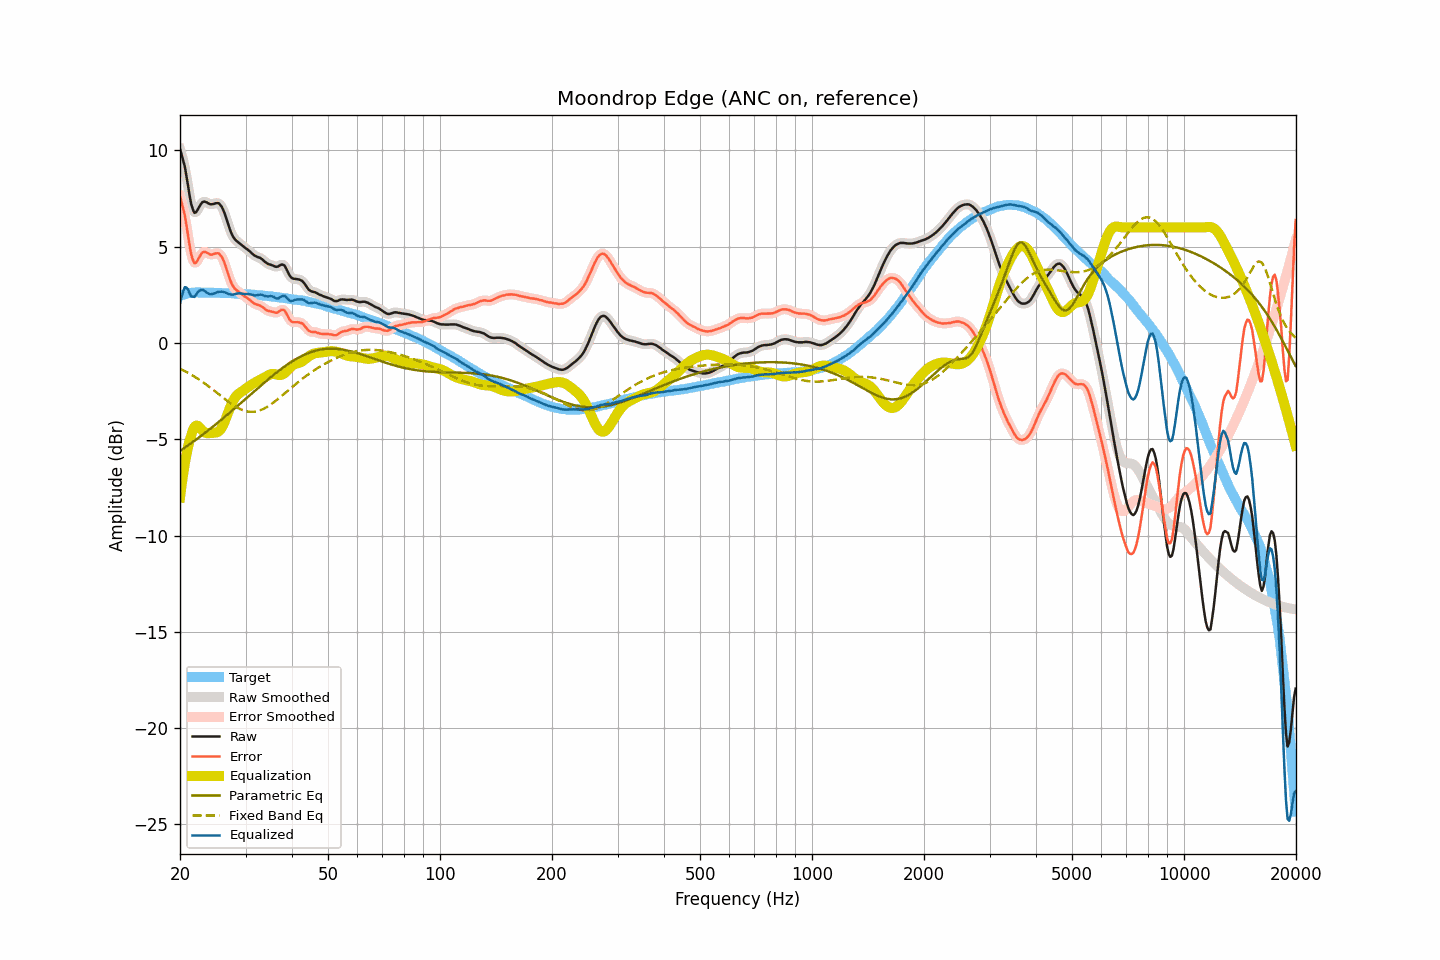 Moondrop Edge (ANC on, reference)
Amplitude (dBr)
10
5
0
−5
−10
−15
−20
−25
Target
Raw Smoothed
Error Smoothed
Raw
Error
Equalization
Parametric Eq
Fixed Band Eq
Equalized
20 50 100 200 500 1000 2000 5000 10000 20000
Frequency (Hz)